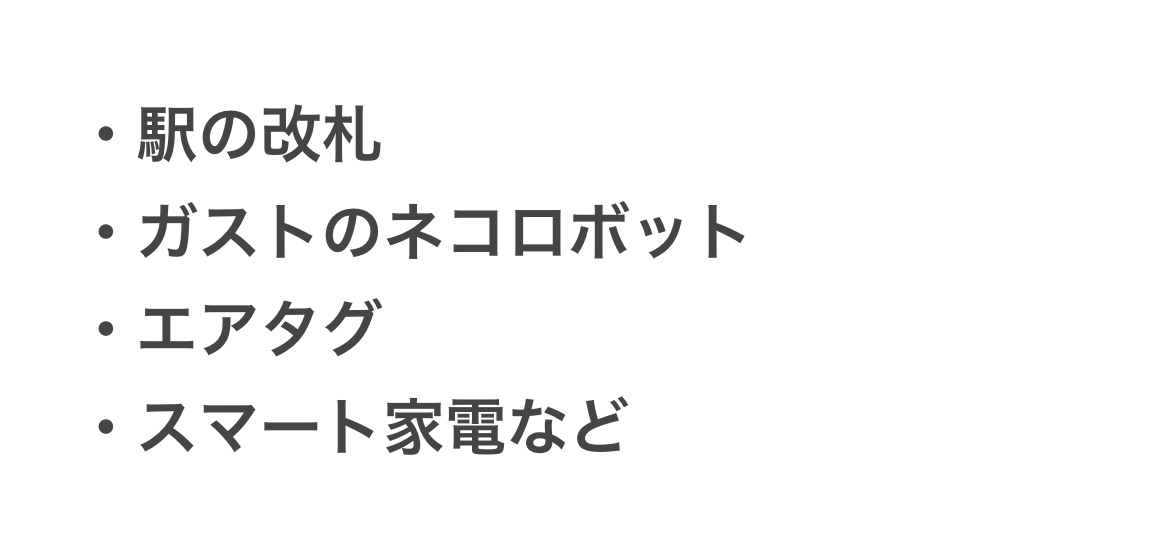 ・駅の改札
・ガストのネコロボット
・エアタグ
・スマート家電など